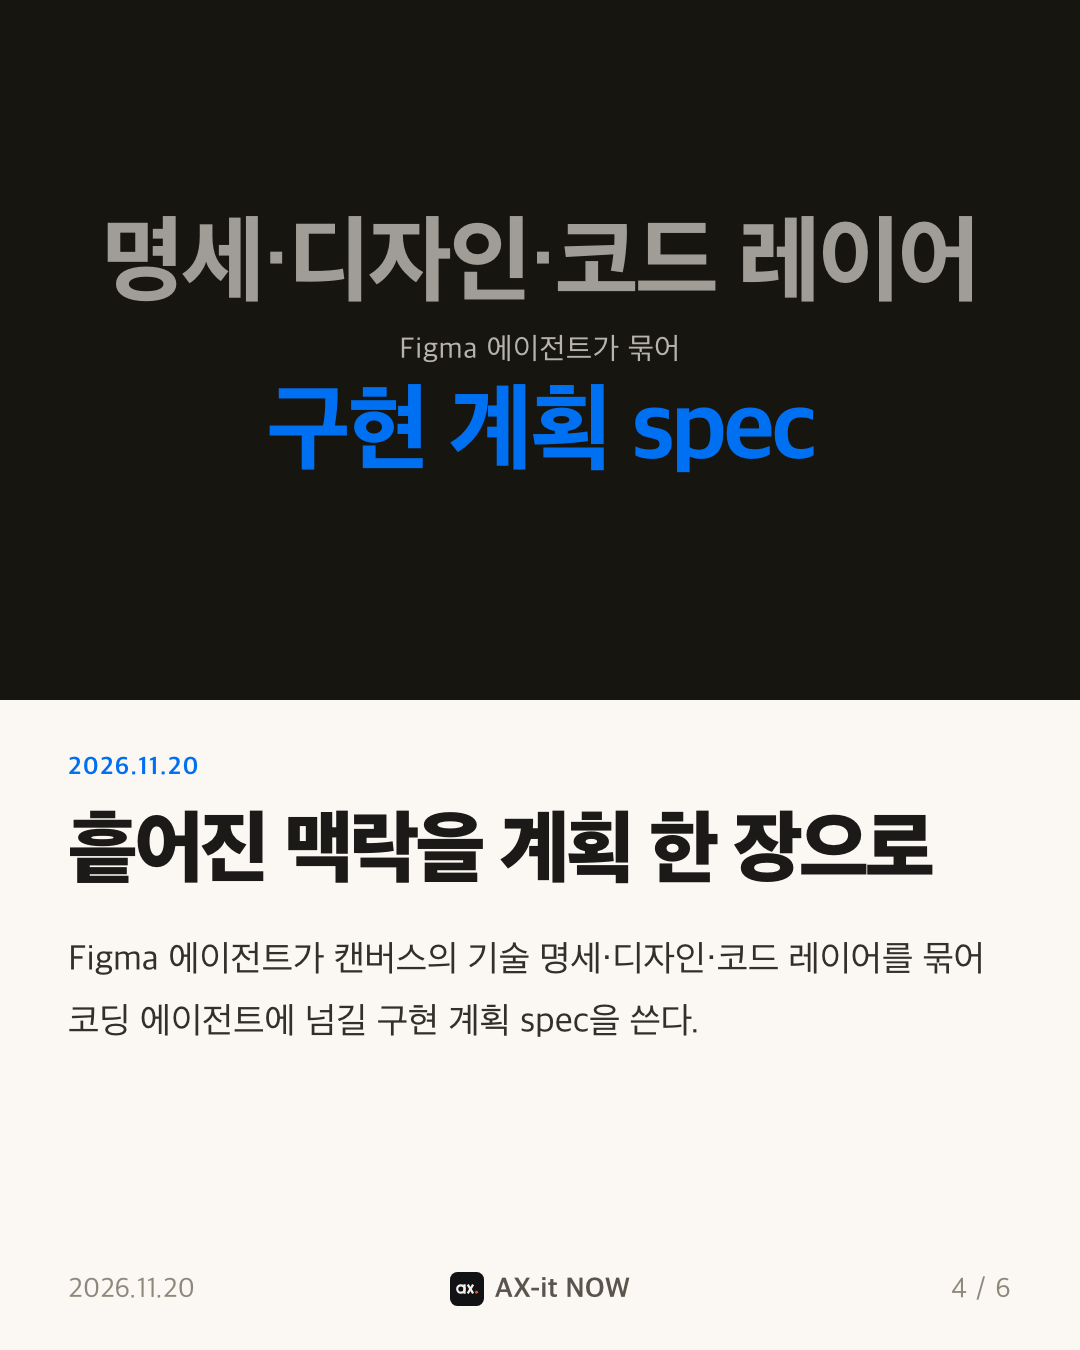 명세·디자인·코드 레이어
Figma 에이전트가 묶어
구현 계획 spec
2026.11.20
흩어진 맥락을 계획 한 장으로
Figma 에이전트가 캔버스의 기술 명세·디자인·코드 레이어를 묶어
코딩 에이전트에 넘길 구현 계획 spec을 쓴다.
2026.11.20
ax. AX-it NOW
4 / 6